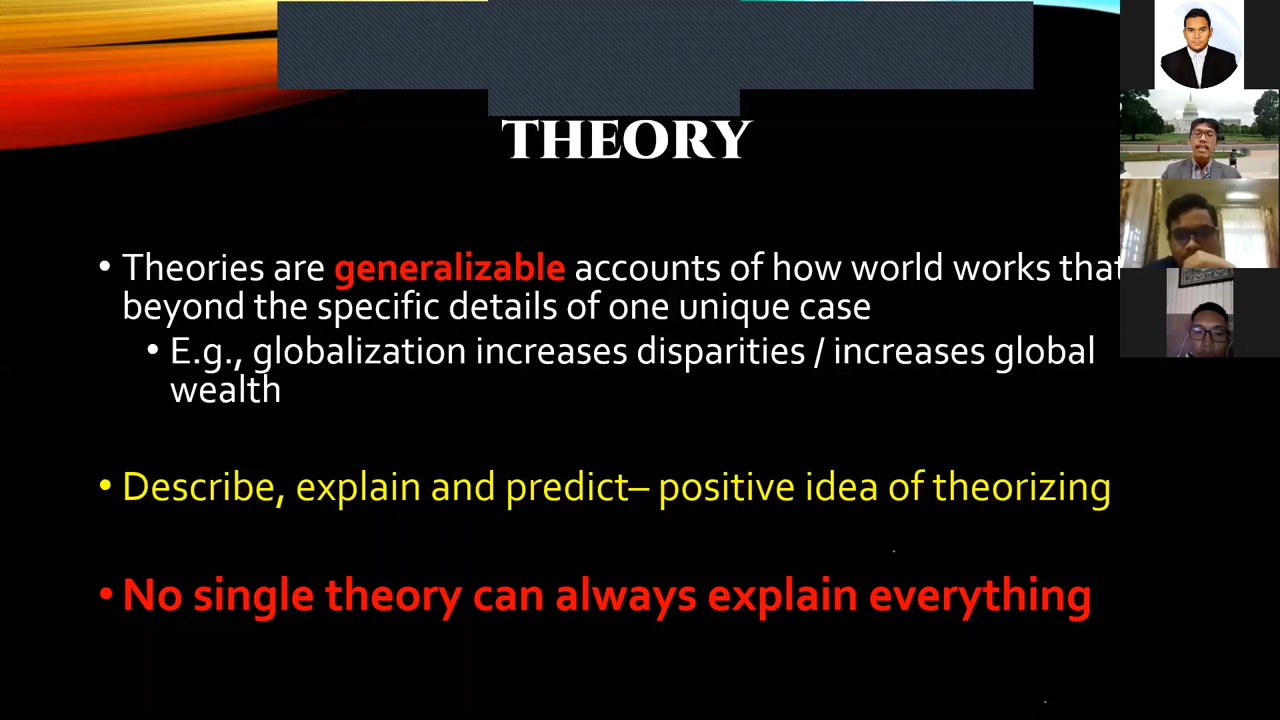 THEORY
• Theories are generalizable accounts of how world works that
beyond the specific details of one unique case
• E.g., globalization increases disparities / increases global
wealth
• Describe, explain and predict– positive idea of theorizing
• No single theory can always explain everything